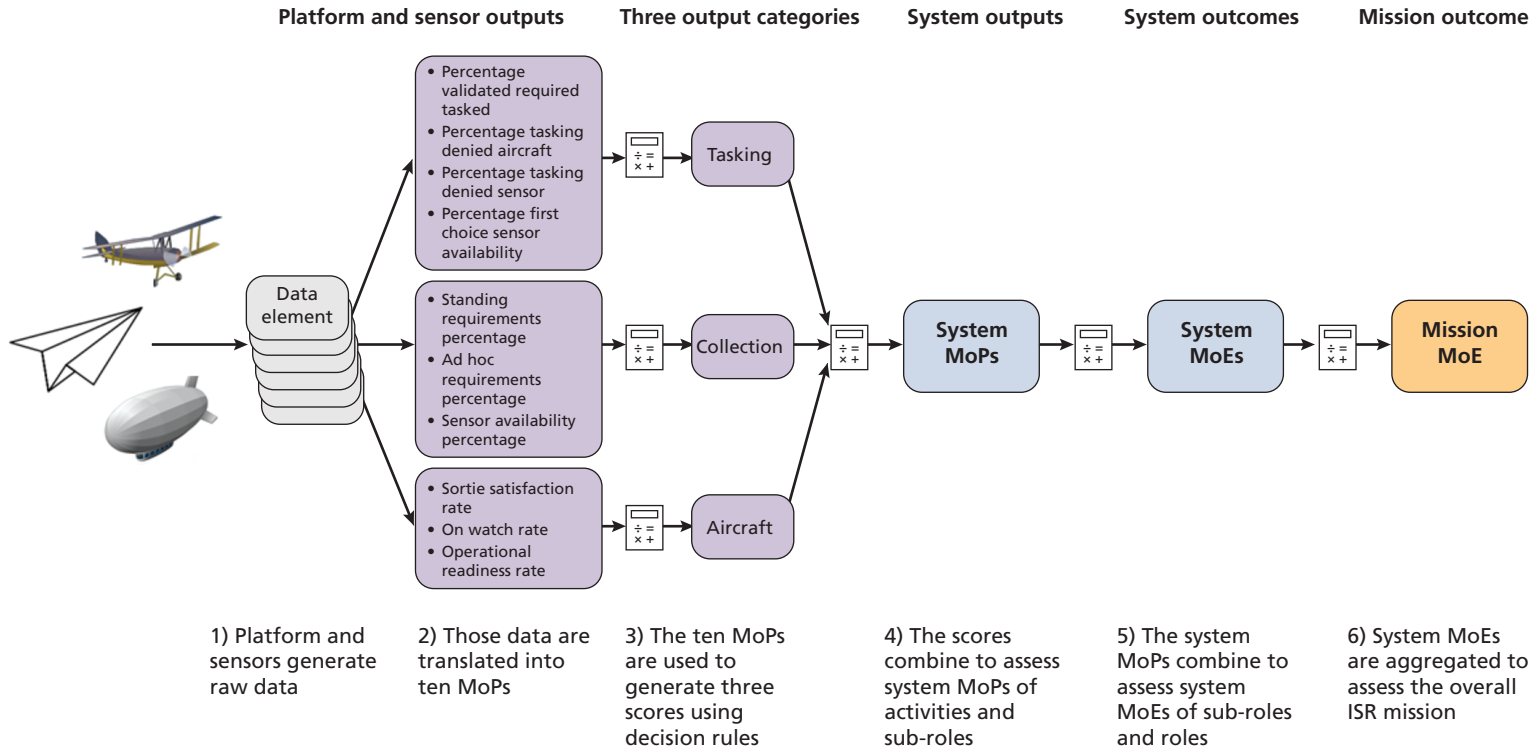 Platform and sensor outputs
Three output categories
System outputs
System outcomes
Mission outcome
• Percentage
validated required
tasked
• Percentage tasking
denied aircraft
• Percentage tasking
denied sensor
• Percentage first
choice sensor
availability
÷ =
× +
Tasking
Data
element
• Standing
requirements
percentage
• Ad hoc
requirements
percentage
• Sensor availability
percentage
÷ =
× +
Collection
÷ =
× +
System
MoPs
÷ =
× +
System
MoEs
÷ =
× +
Mission
MoE
• Sortie satisfaction
rate
• On watch rate
• Operational
readiness rate
÷ =
× +
Aircraft
1) Platform and
sensors generate
raw data
2) Those data are
translated into
ten MoPs
3) The ten MoPs
are used to
generate three
scores using
decision rules
4) The scores
combine to assess
system MoPs of
activities and
sub-roles
5) The system
MoPs combine to
assess system
MoEs of sub-roles
and roles
6) System MoEs
are aggregated to
assess the overall
ISR mission